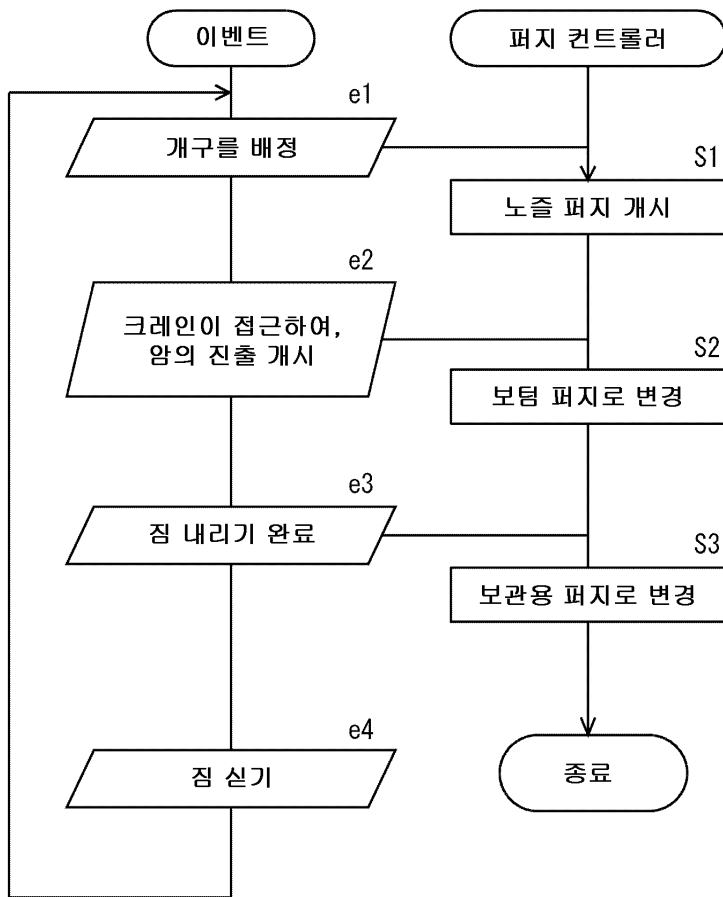 이벤트
퍼지 컨트롤러
e1
개구를 배정
S1
노즐 퍼지 개시
e2
크레인이 접근하여,
암의 진출 개시
S2
보텀 퍼지로 변경
e3
짐 내리기 완료
S3
보관용 퍼지로 변경
e4
짐 싣기
종료